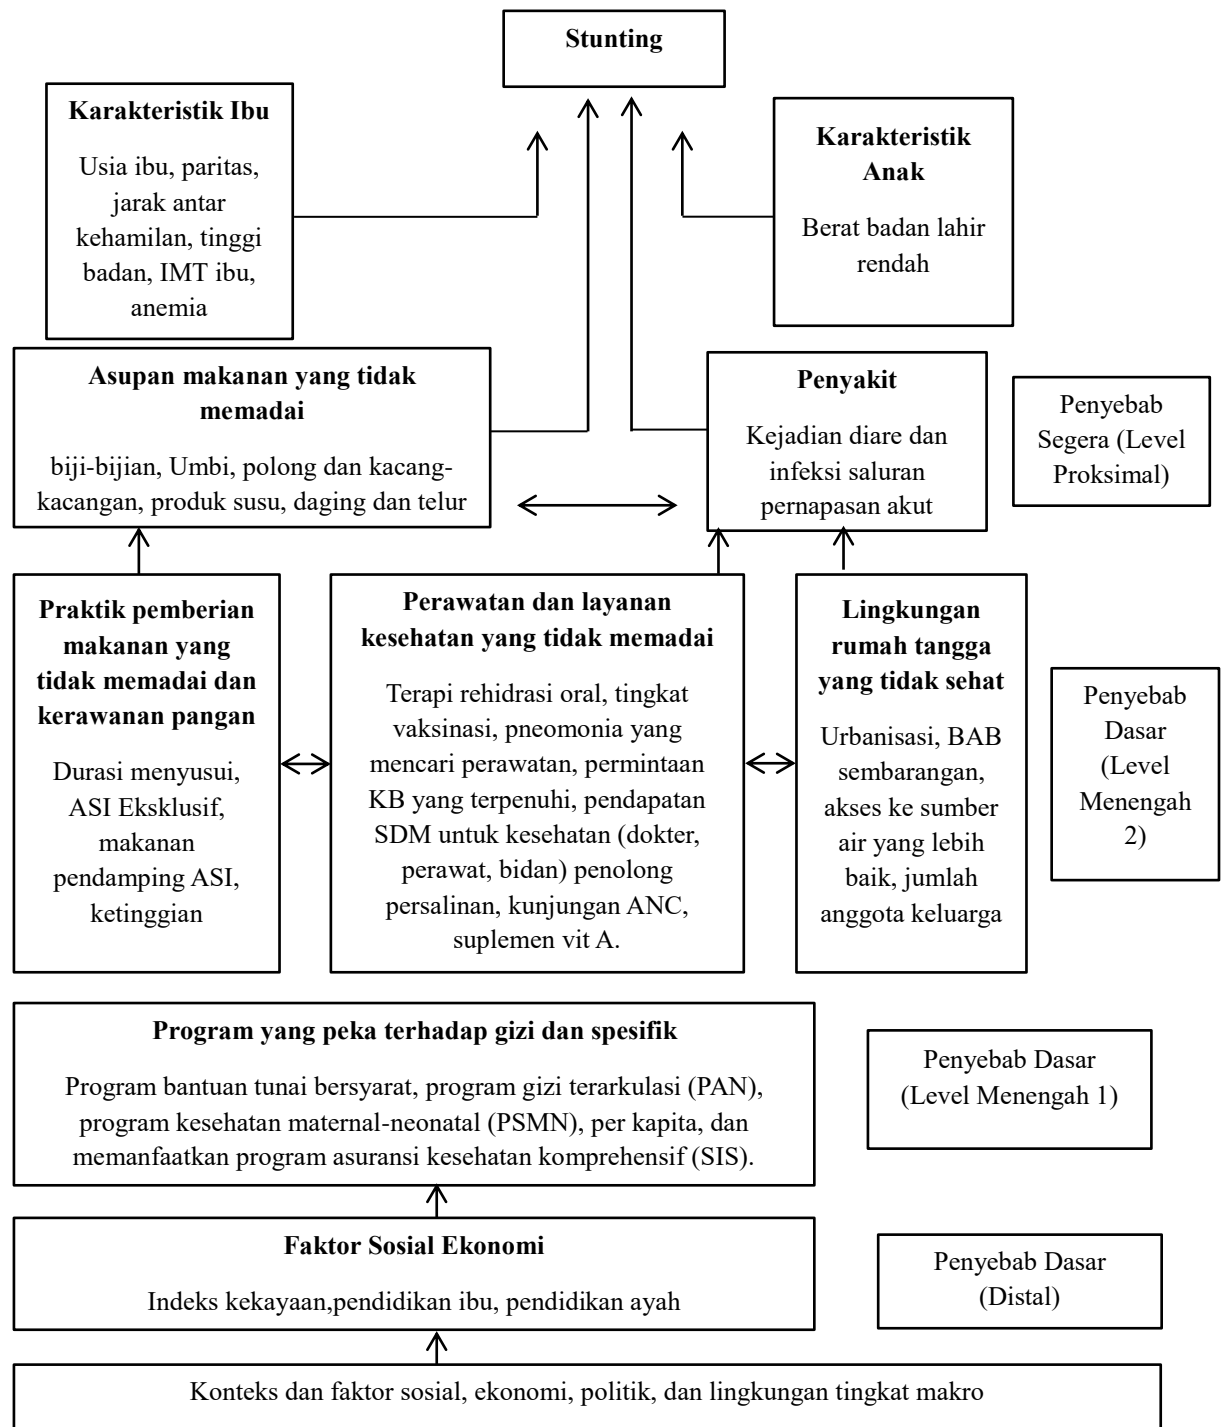 Stunting
Karakteristik Ibu
Usia ibu, paritas,
jarak antar
kehamilan, tinggi
badan, IMT ibu,
anemia
Karakteristik
Anak
Berat badan lahir
rendah
Asupan makanan yang tidak
memadai
biji-bijian, Umbi, polong dan kacang-
kacangan, produk susu, daging dan telur
Penyakit
Kejadian diare dan
infeksi saluran
pernapasan akut
Penyebab
Segera (Level
Proksimal)
Praktik pemberian
makanan yang
tidak memadai dan
kerawanan pangan
Durasi menyusui,
ASI Eksklusif,
makanan
pendamping ASI,
ketinggian
Perawatan dan layanan
kesehatan yang tidak memadai
Terapi rehidrasi oral, tingkat
vaksinasi, pneomonia yang
mencari perawatan, permintaan
KB yang terpenuhi, pendapatan
SDM untuk kesehatan (dokter,
perawat, bidan) penolong
persalinan, kunjungan ANC,
suplemen vit A.
Lingkungan
rumah tangga
yang tidak sehat
Urbanisasi, BAB
sembarangan,
akses ke sumber
air yang lebih
baik, jumlah
anggota keluarga
Penyebab
Dasar
(Level
Menengah
2)
Program yang peka terhadap gizi dan spesifik
Program bantuan tunai bersyarat, program gizi terarkulasi (PAN),
program kesehatan maternal-neonatal (PSMN), per kapita, dan
memanfaatkan program asuransi kesehatan komprehensif (SIS).
Penyebab Dasar
(Level Menengah 1)
Faktor Sosial Ekonomi
Indeks kekayaan,pendidikan ibu, pendidikan ayah
Penyebab Dasar
(Distal)
Konteks dan faktor sosial, ekonomi, politik, dan lingkungan tingkat makro